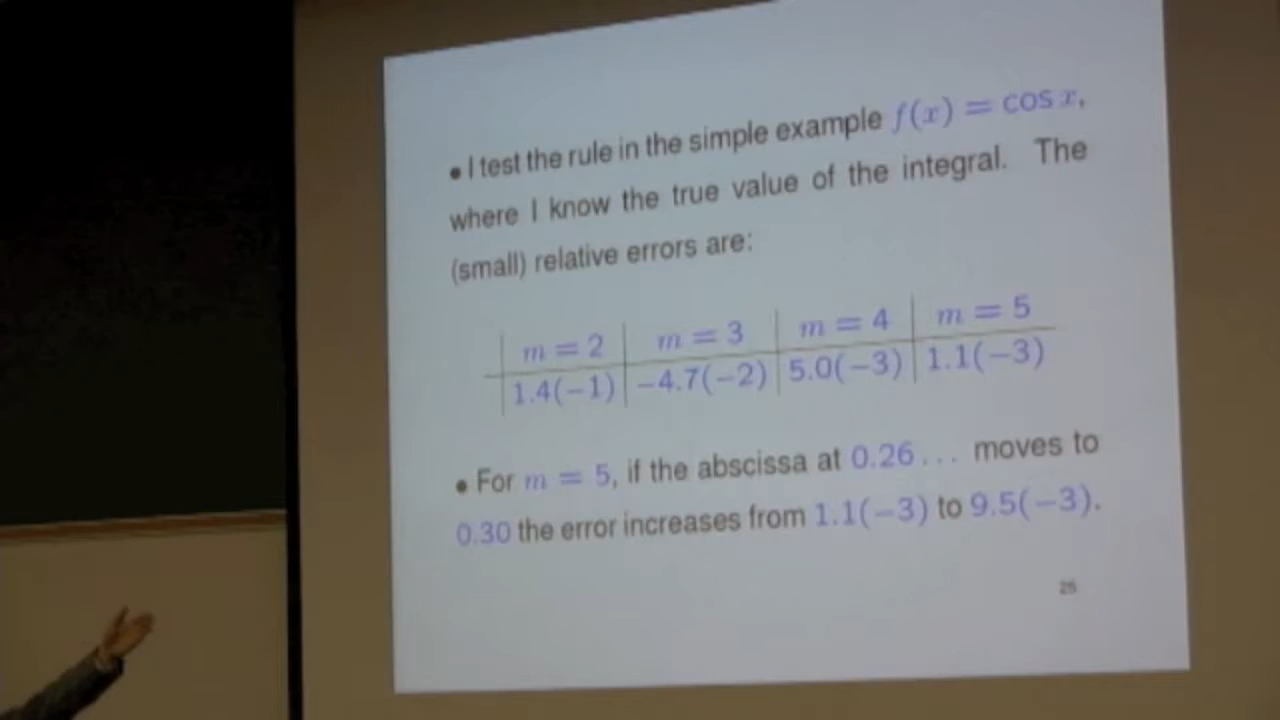 • I test the rule in the simple example f(x) = cos x,
where I know the true value of the integral. The
(small) relative errors are:
m = 2 m = 3 m = 4 m = 5
1.4(−1) −4.7(−2) 5.0(−3) 1.1(−3)
• For m = 5, if the abscissa at 0.26... moves to
0.30 the error increases from 1.1(−3) to 9.5(−3).